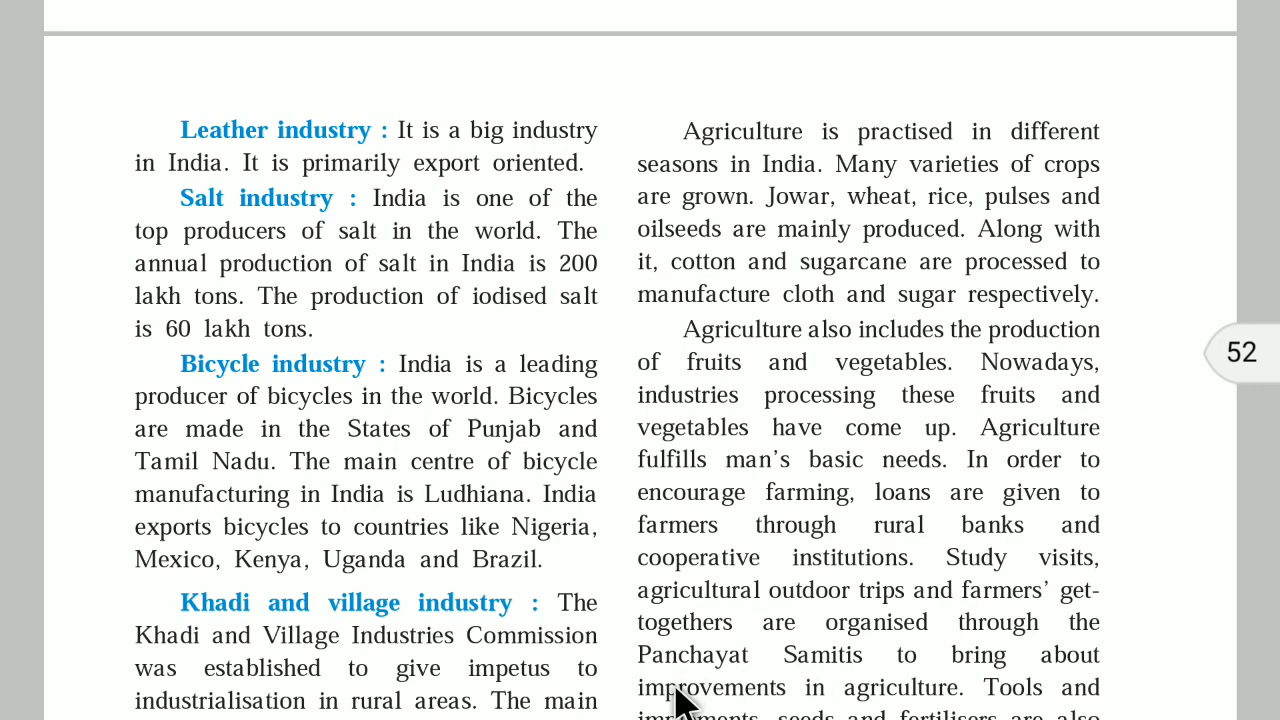 Leather industry : It is a big industry
in India. It is primarily export oriented.
Salt industry : India is one of the
top producers of salt in the world. The
annual production of salt in India is 200
lakh tons. The production of iodised salt
is 60 lakh tons.
Bicycle industry : India is a leading
producer of bicycles in the world. Bicycles
are made in the States of Punjab and
Tamil Nadu. The main centre of bicycle
manufacturing in India is Ludhiana. India
exports bicycles to countries like Nigeria,
Mexico, Kenya, Uganda and Brazil.
Khadi and village industry : The
Khadi and Village Industries Commission
was established to give impetus to
industrialisation in rural areas. The main
Agriculture is practised in different
seasons in India. Many varieties of crops
are grown. Jowar, wheat, rice, pulses and
oilseeds are mainly produced. Along with
it, cotton and sugarcane are processed to
manufacture cloth and sugar respectively.
Agriculture also includes the production
of fruits and vegetables. Nowadays,
industries processing these fruits and
vegetables have come up. Agriculture
fulfills man's basic needs. In order to
encourage farming, loans are given to
farmers through rural banks and
cooperative institutions. Study visits,
agricultural outdoor trips and farmers' get-
togethers are organised through the
Panchayat Samitis to bring about
improvements in agriculture. Tools and
seeds and fertilisers are also
52